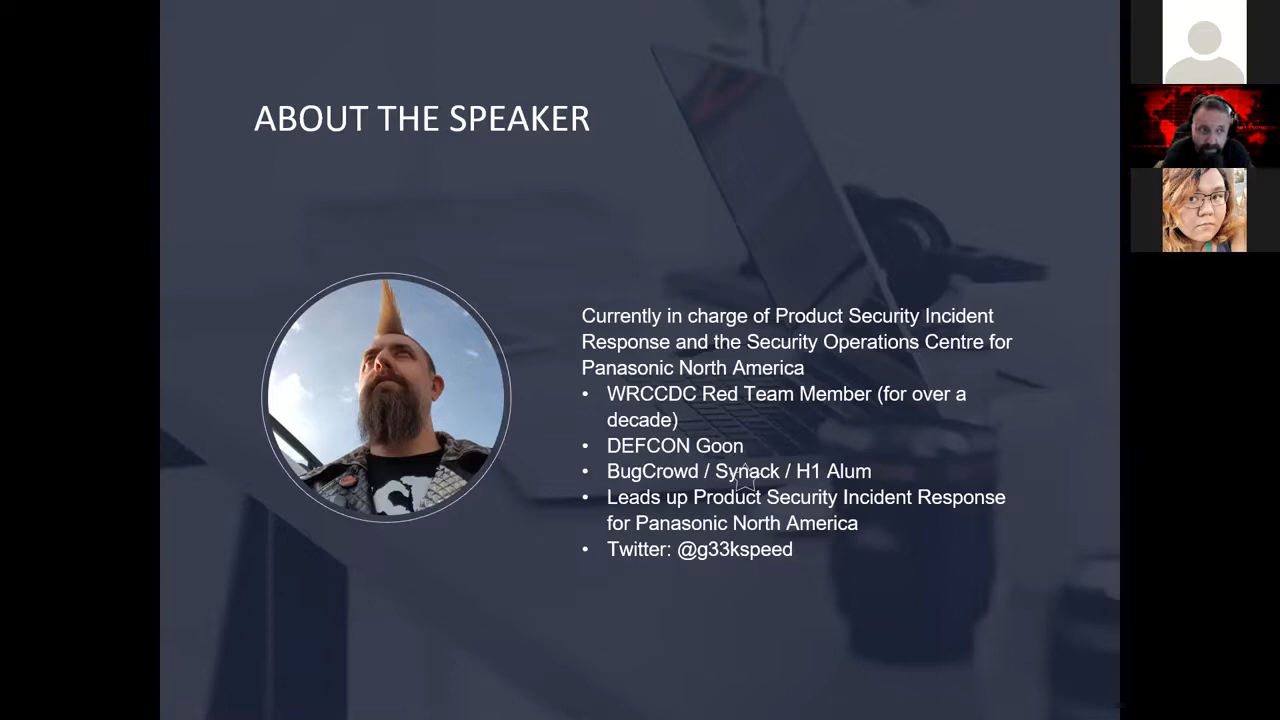 ABOUT THE SPEAKER
Currently in charge of Product Security Incident
Response and the Security Operations Centre for
Panasonic North America
• WRCCDC Red Team Member (for over a
decade)
• DEFCON Goon
• BugCrowd / Synack / H1 Alum
• Leads up Product Security Incident Response
for Panasonic North America
• Twitter: @g33kspeed